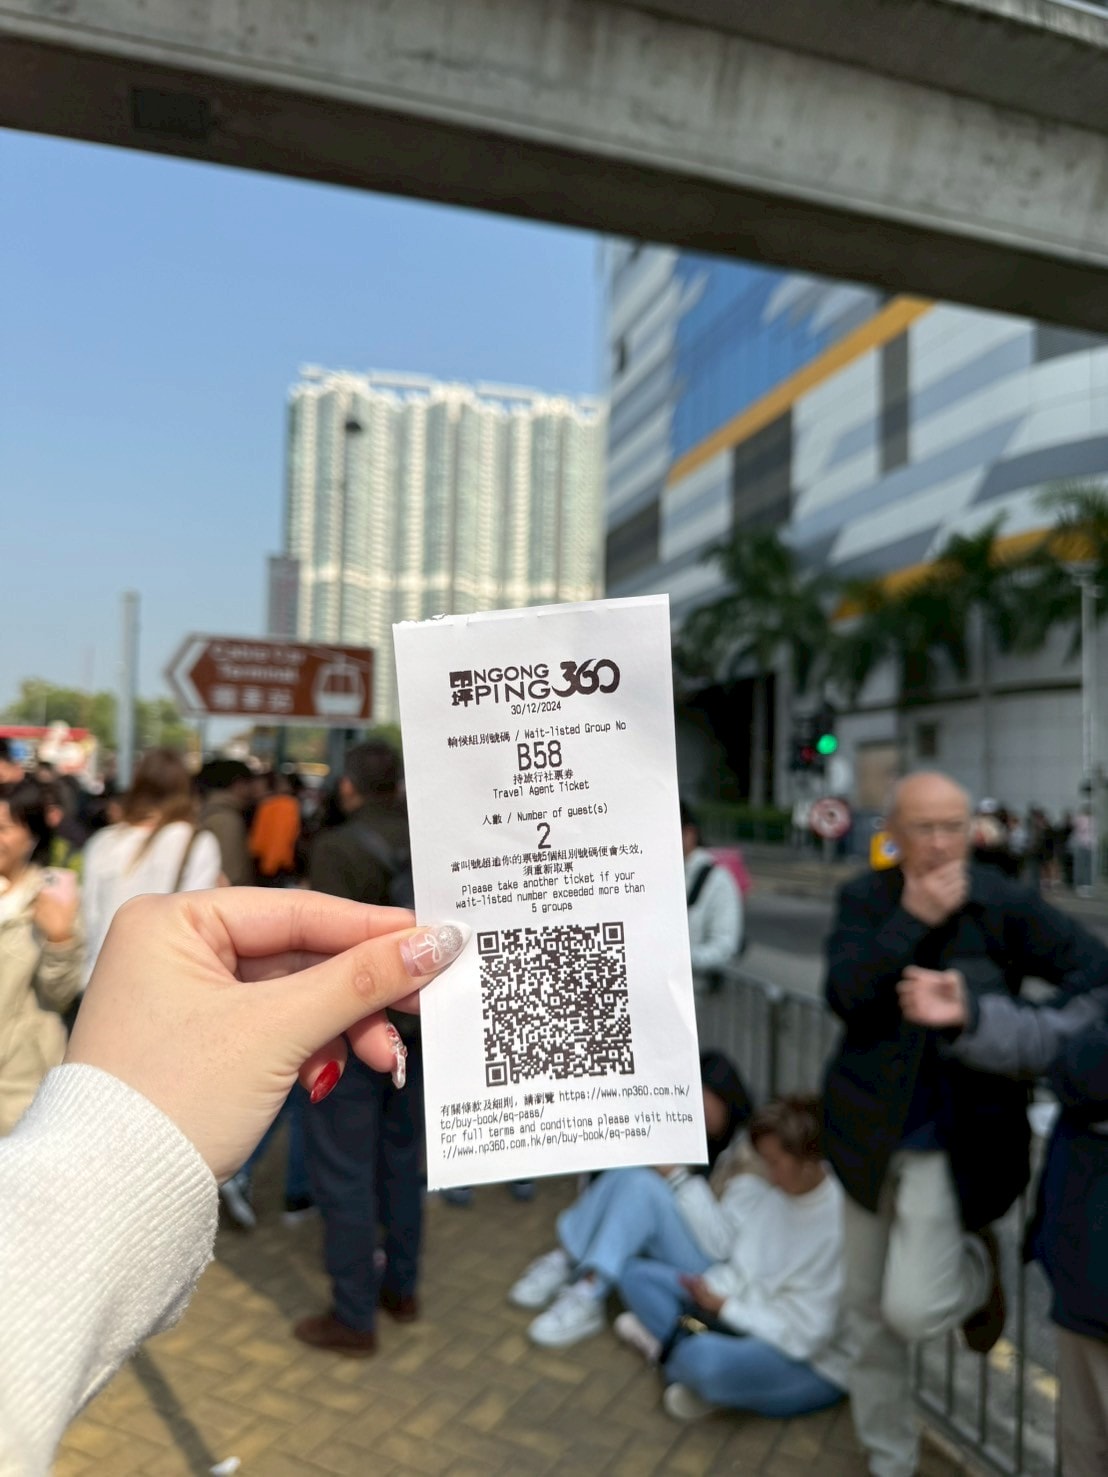 Cable Car
Terminal
纜車站
昂坪 NGONG PING 360
30/12/2024
輪候組別號碼 / Wait-listed Group No
B58
持旅行社票券
Travel Agent Ticket
人數 / Number of guest(s)
2
當叫號超逾你的票號5個組別號碼便會失效,
須重新取票
Please take another ticket if your
wait-listed number exceeded more than
5 groups
有關條款及細則, 請瀏覽 https://www.np360.com.hk/
tc/buy-book/eq-pass/
For full terms and conditions please visit https
://www.np360.com.hk/en/buy-book/eq-pass/